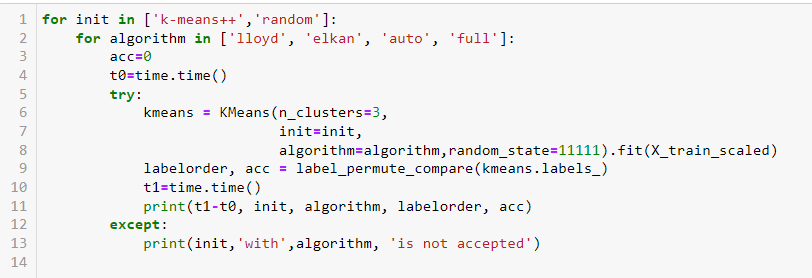 1 for init in ['k-means++','random']:
2     for algorithm in ['lloyd', 'elkan', 'auto', 'full']:
3         acc=0
4         t0=time.time()
5         try:
6             kmeans = KMeans(n_clusters=3,
7                             init=init,
8                             algorithm=algorithm,random_state=11111).fit(X_train_scaled)
9             labelorder, acc = label_permute_compare(kmeans.labels_)
10             t1=time.time()
11             print(t1-t0, init, algorithm, labelorder, acc)
12         except:
13             print(init,'with',algorithm, 'is not accepted')
14